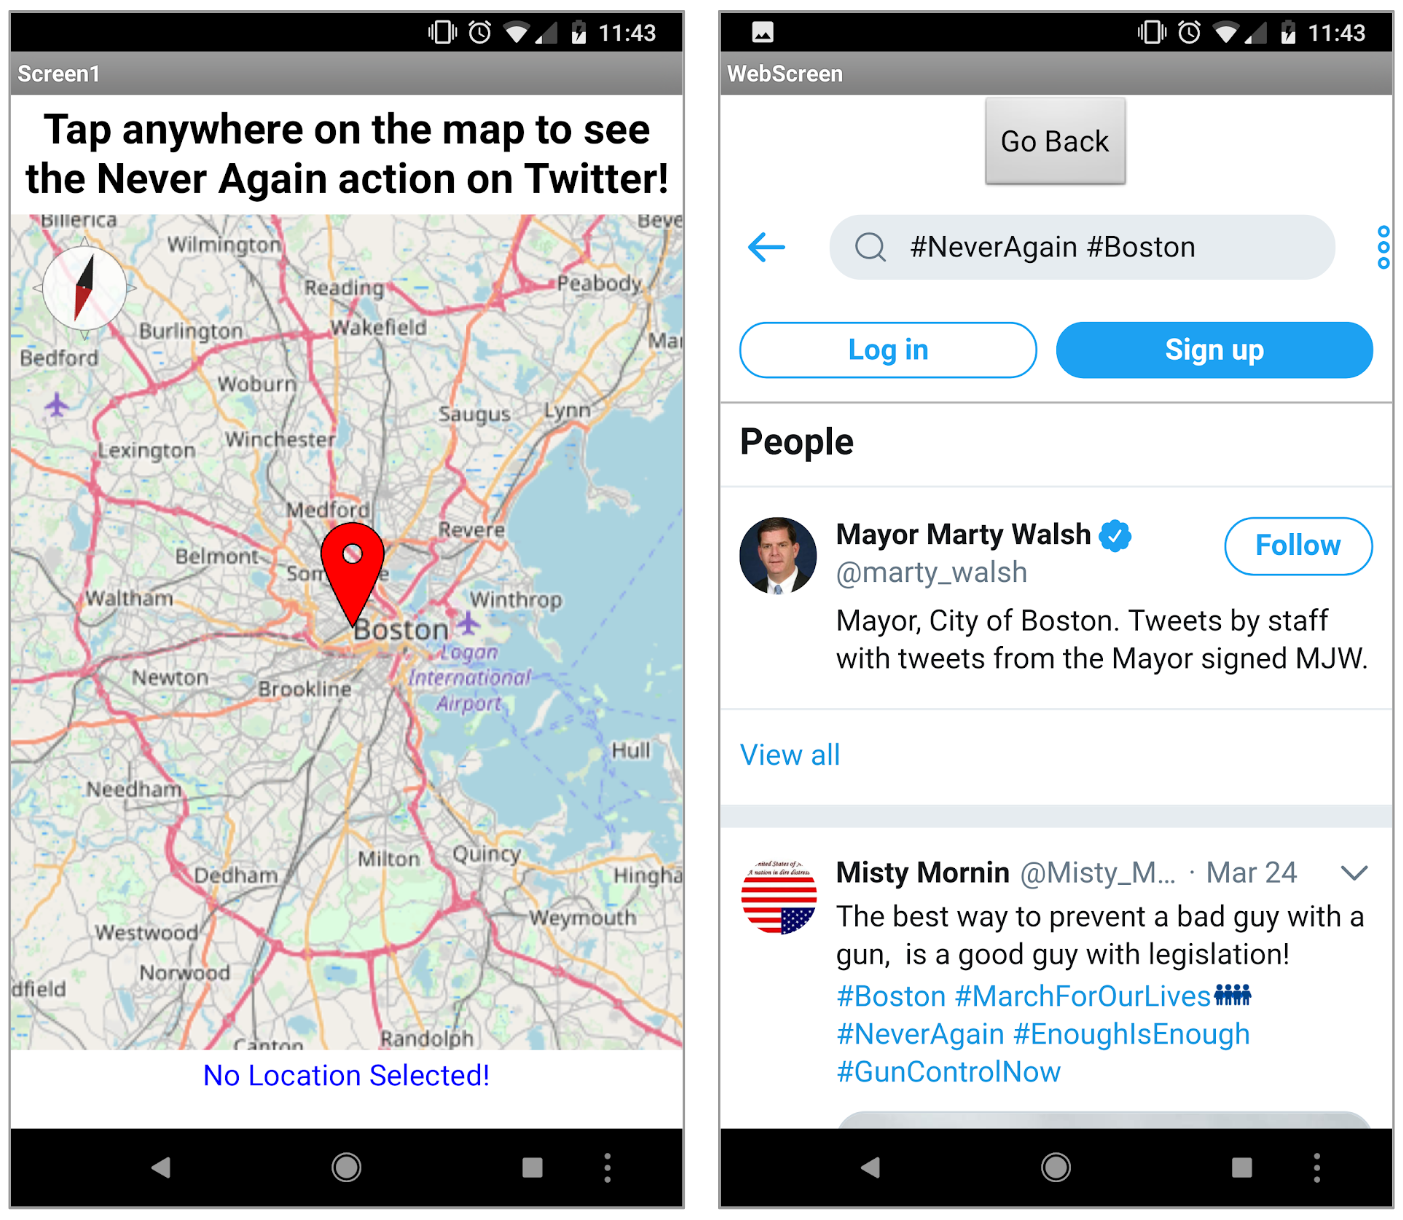 11:43
Screen1
Tap anywhere on the map to see
the Never Again action on Twitter!
Billerica
Beve
Wilmington
Reading
Peabody
Burlington
Wakefield
Mar
Bedford
Woburn
Saugus
Lynn
Winchester
Lexington
Medford
Revere
Belmont
Som
e
Waltham
Winthrop
Boston
Logan
International
Airport
Newton
Brookline
Hull
Needham
Milton
Quincy
Dedham
Hingha
Weymouth
Westwood
Norwood
dfield
Randolph
Canton
No Location Selected!
11:43
WebScreen
Go Back
#NeverAgain #Boston
Log in
Sign up
People
Mayor Marty Walsh
Follow
@marty_walsh
Mayor, City of Boston. Tweets by staff
with tweets from the Mayor signed MJW.
View all
Misty Mornin @Misty_M... · Mar 24
The best way to prevent a bad guy with a
gun,  is a good guy with legislation!
#Boston #MarchForOurLives
#NeverAgain #EnoughIsEnough
#GunControlNow